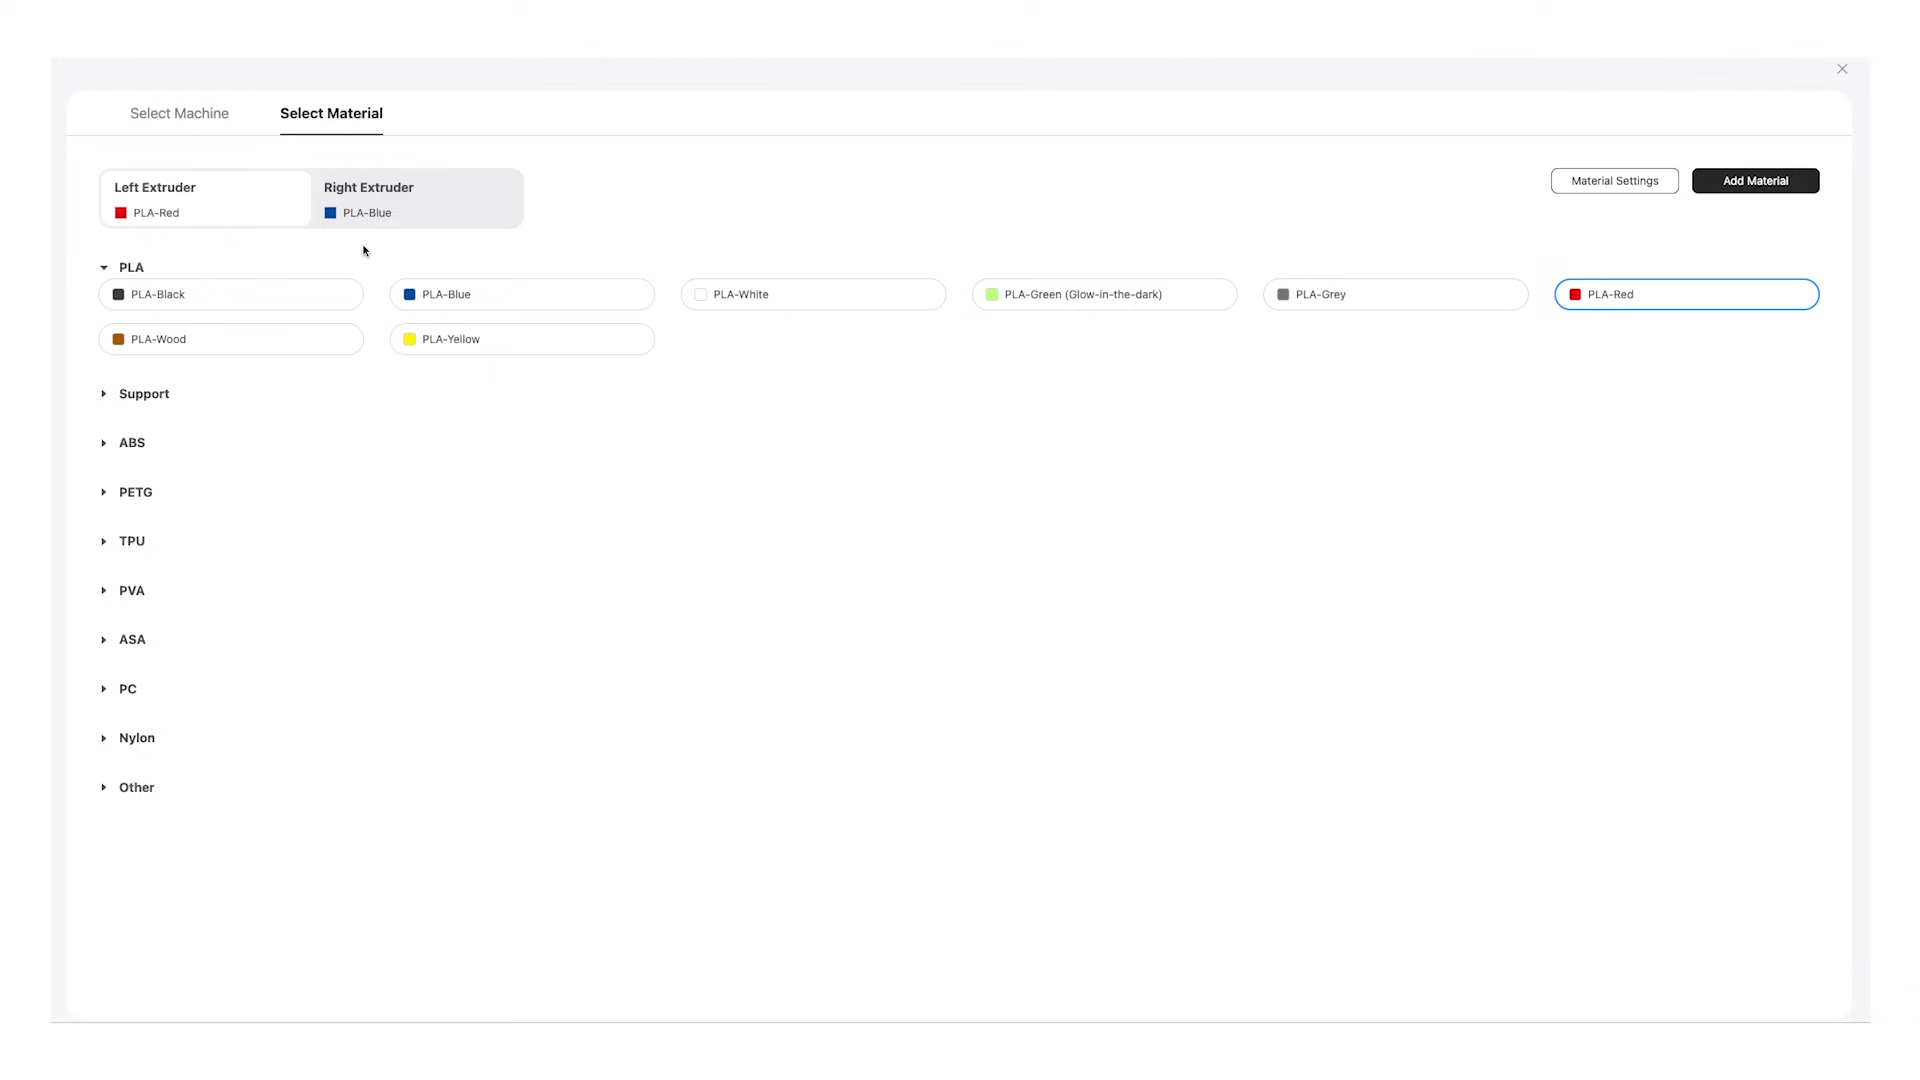 Select Machine
Select Material
Left Extruder
PLA-Red
Right Extruder
PLA-Blue
Material Settings
Add Material
PLA
PLA-Black
PLA-Blue
PLA-White
PLA-Green (Glow-in-the-dark)
PLA-Grey
PLA-Red
PLA-Wood
PLA-Yellow
Support
ABS
PETG
TPU
PVA
ASA
PC
Nylon
Other